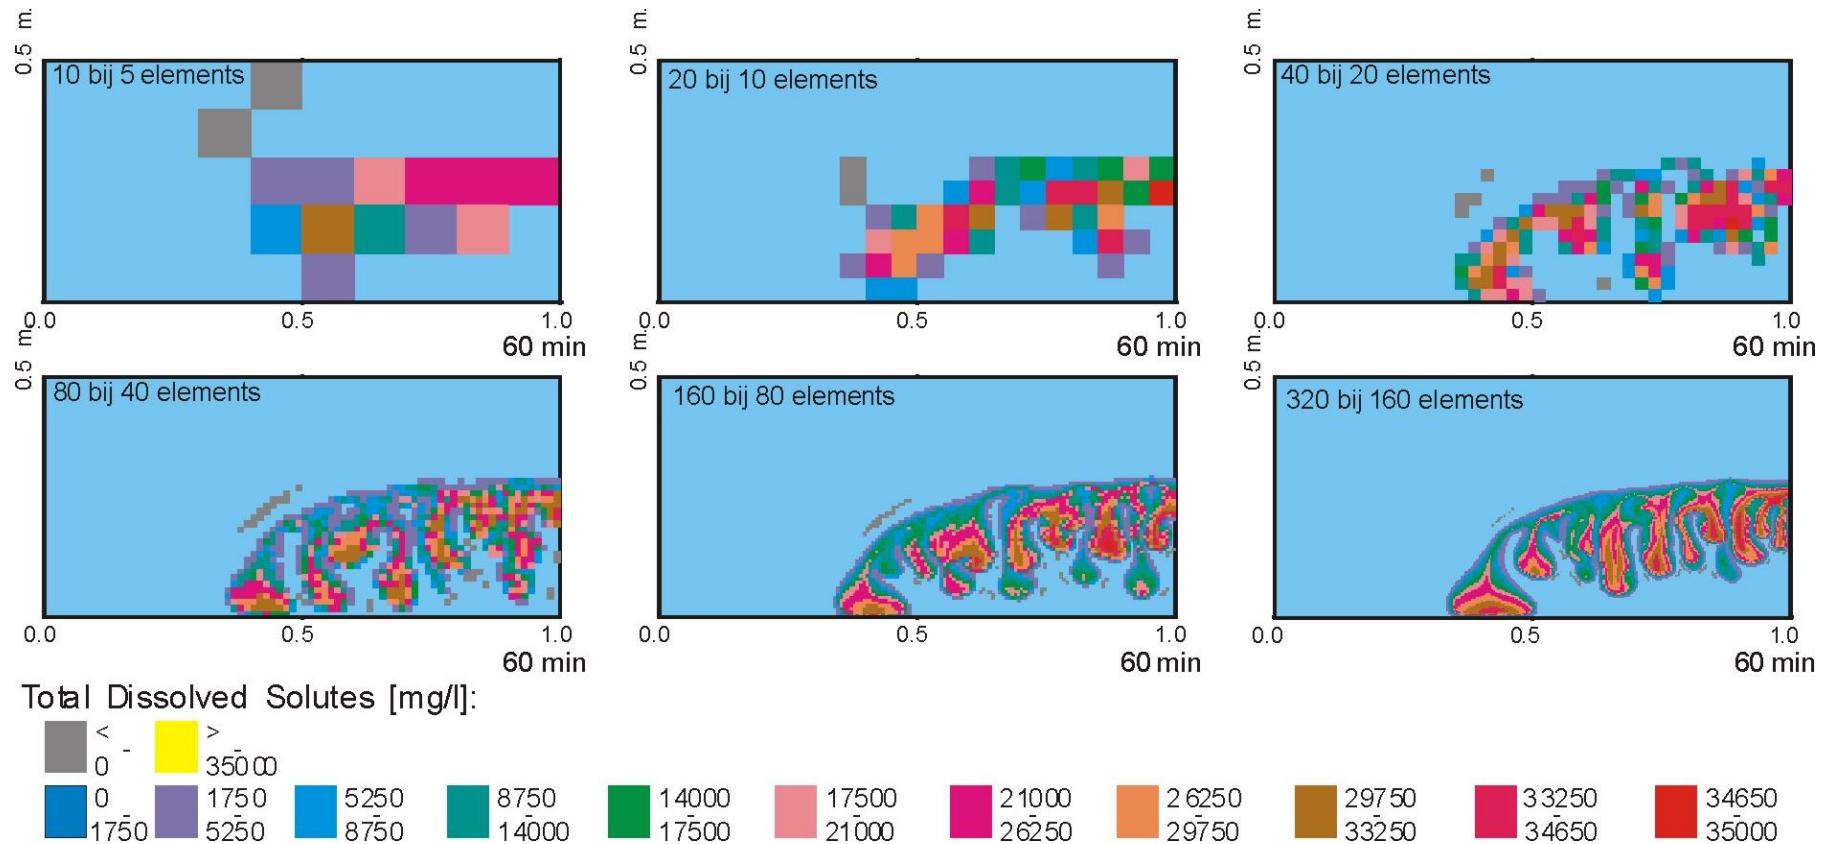 0.5 m.
10 bij 5 elements
0.0 0.5 1.0
60 min
0.5 m.
20 bij 10 elements
0.0 0.5 1.0
60 min
0.5 m.
40 bij 20 elements
0.0 0.5 1.0
60 min
0.5 m.
80 bij 40 elements
0.0 0.5 1.0
60 min
0.5 m.
160 bij 80 elements
0.0 0.5 1.0
60 min
0.5 m.
320 bij 160 elements
0.0 0.5 1.0
60 min
Total Dissolved Solutes [mg/l]:
< - 0
> - 35000
0 - 1750
1750 - 5250
5250 - 8750
8750 - 14000
14000 - 17500
17500 - 21000
21000 - 26250
26250 - 29750
29750 - 33250
33250 - 34650
34650 - 35000